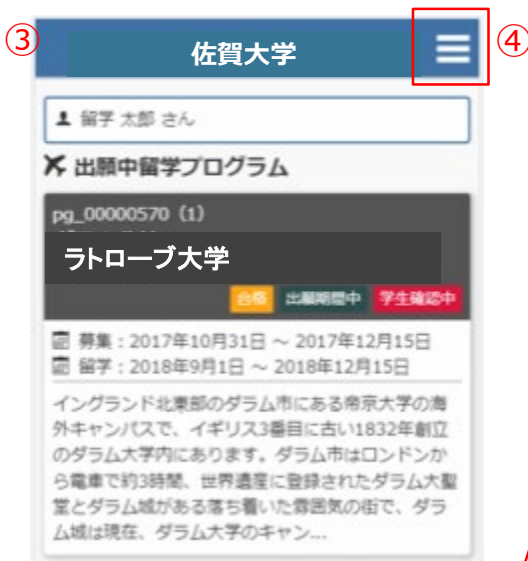 ③ 佐賀大学 ④
留学 太郎 さん
出願中留学プログラム
pg_00000570 (1)
ラトローブ大学
合格 出願期間中 学生確認中
募集:2017年10月31日 ~ 2017年12月15日
留学:2018年9月1日 ~ 2018年12月15日
イングランド北東部のダラム市にある帝京大学の海
外キャンパスで、イギリス3番目に古い1832年創立
のダラム大学内にあります。ダラム市はロンドンか
ら電車で約3時間、世界遺産に登録されたダラム大聖
堂とダラム城がある落ち着いた雰囲気の街で、ダラ
ム城は現在、ダラム大学のキャン...